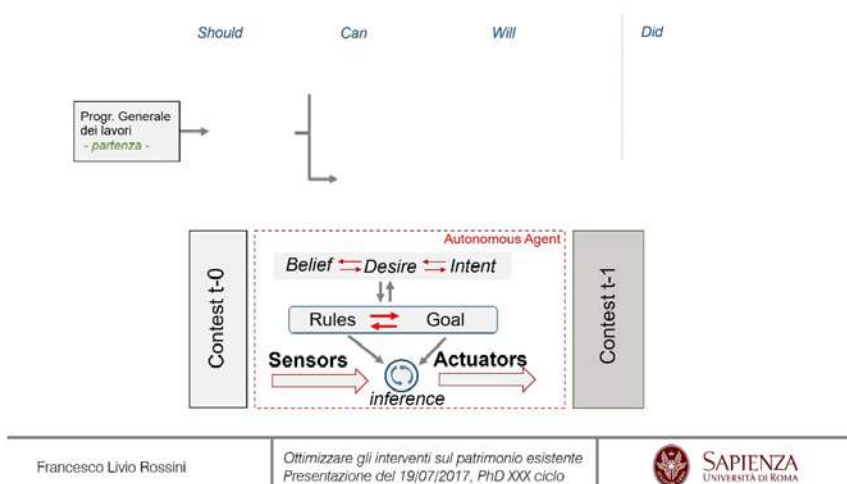 Should Can Will Did
Progr. Generale
dei lavori
- partenza -
Autonomous Agent
Belief Desire Intent
Rules Goal
Sensors Actuators
inference
Contest t-0
Contest t-1
Francesco Livio Rossini
Ottimizzare gli interventi sul patrimonio esistente
Presentazione del 19/07/2017, PhD XXX ciclo
SAPIENZA
UNIVERSITÀ DI ROMA